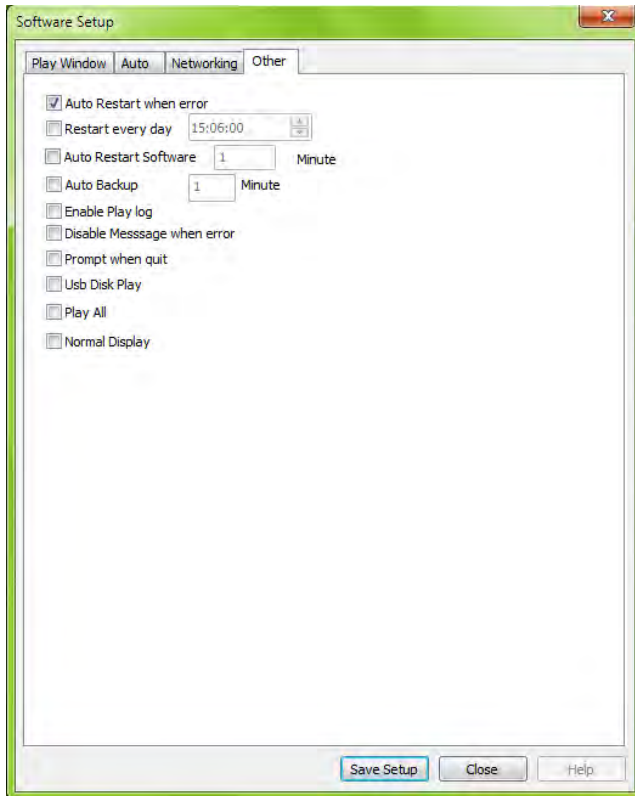 Software Setup
x
Play Window Auto Networking Other
Auto Restart when error
Restart every day 15:06:00
Auto Restart Software 1 Minute
Auto Backup 1 Minute
Enable Play log
Disable Messsage when error
Prompt when quit
Usb Disk Play
Play All
Normal Display
Save Setup Close Help